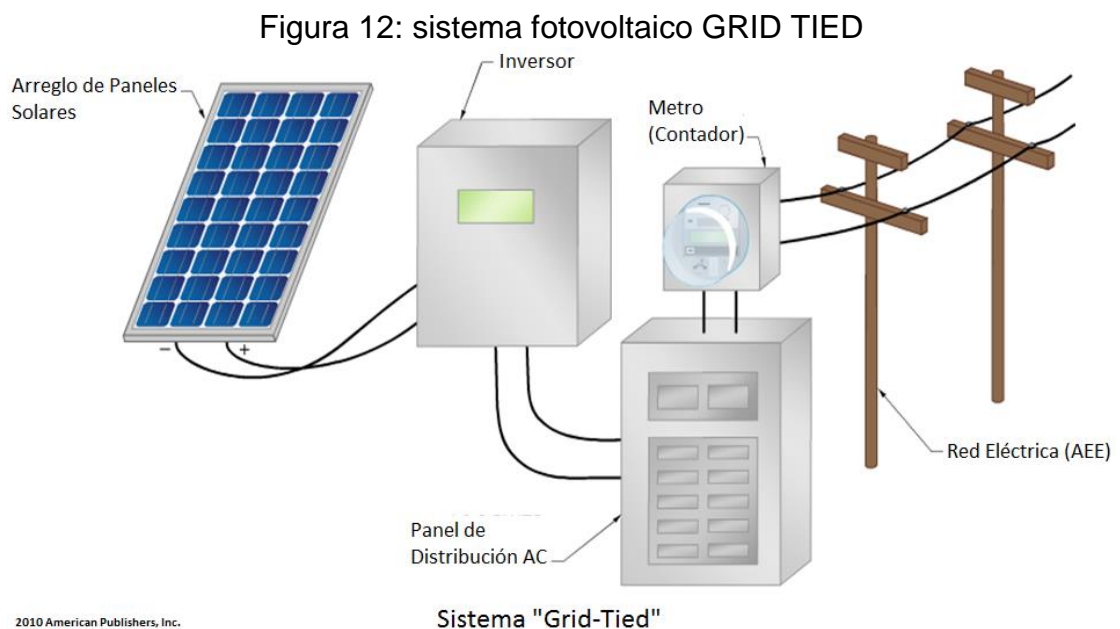 Figura 12: sistema fotovoltaico GRID TIED
Inversor
Arreglo de Paneles
Solares
Metro
(Contador)
− +
Red Eléctrica (AEE)
Panel de
Distribución AC
2010 American Publishers, Inc.
Sistema "Grid-Tied"